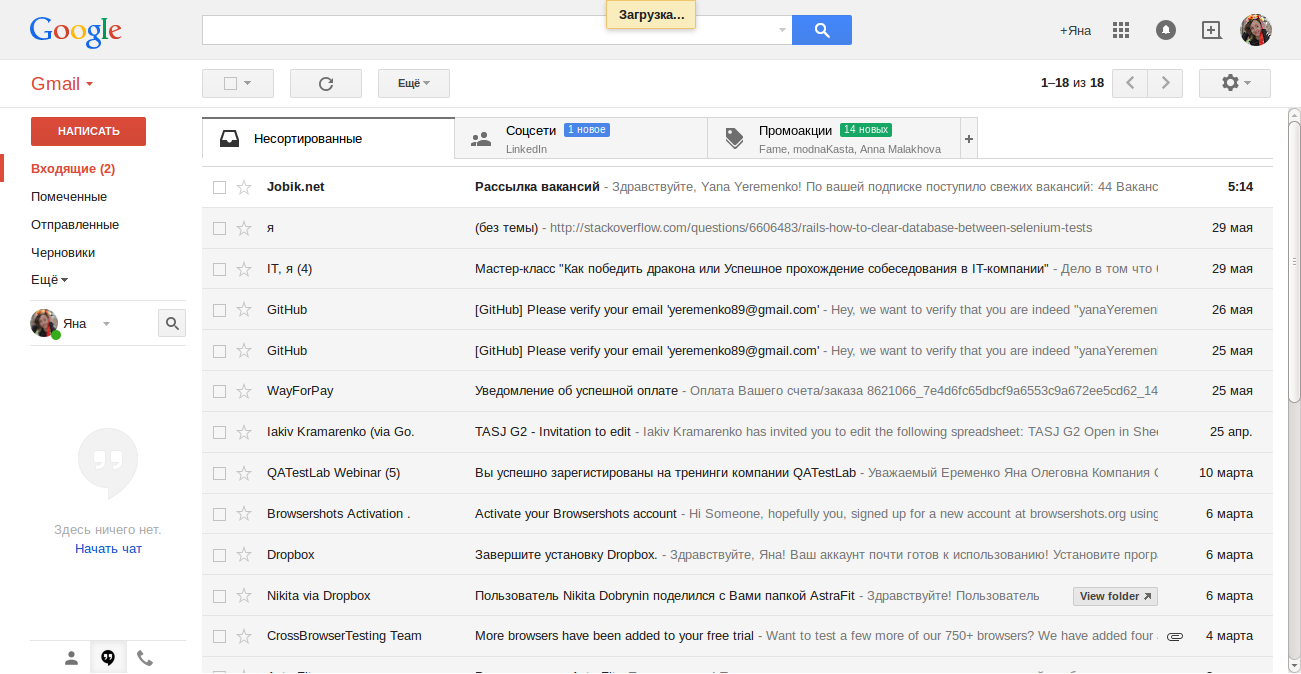 Загрузка...
Google
+Яна
Gmail
Ещё
1–18 из 18
НАПИСАТЬ
Входящие (2)
Помеченные
Отправленные
Черновики
Ещё
Яна
Здесь ничего нет.
Начать чат
Несортированные
Соцсети 1 новое
LinkedIn
Промоакции 14 новых
Fame, modnaKasta, Anna Malakhova
+
Jobik.net Рассылка вакансий - Здравствуйте, Yana Yeremenko! По вашей подписке поступило свежих вакансий: 44 Ваканс 5:14
я (без темы) - http://stackoverflow.com/questions/6606483/rails-how-to-clear-database-between-selenium-tests 29 мая
IT, я (4) Мастер-класс "Как победить дракона или Успешное прохождение собеседования в IT-компании" - Дело в том что 29 мая
GitHub [GitHub] Please verify your email 'yeremenko89@gmail.com' - Hey, we want to verify that you are indeed "yanaYeremen 26 мая
GitHub [GitHub] Please verify your email 'yeremenko89@gmail.com' - Hey, we want to verify that you are indeed "yanaYeremen 25 мая
WayForPay Уведомление об успешной оплате - Оплата Вашего счета/заказа 8621066_7e4d6fc65dbcf9a6553c9a672ee5cd62_14 25 мая
Iakiv Kramarenko (via Go. TASJ G2 - Invitation to edit - Iakiv Kramarenko has invited you to edit the following spreadsheet: TASJ G2 Open in Shee 25 апр.
QATestLab Webinar (5) Вы успешно зарегистированы на тренинги компании QATestLab - Уважаемый Еременко Яна Олеговна Компания 10 марта
Browsershots Activation . Activate your Browsershots account - Hi Someone, hopefully you, signed up for a new account at browsershots.org using 6 марта
Dropbox Завершите установку Dropbox. - Здравствуйте, Яна! Ваш аккаунт почти готов к использованию! Установите прогр 6 марта
Nikita via Dropbox Пользователь Nikita Dobrynin поделился с Вами папкой AstraFit - Здравствуйте! Пользователь View folder 6 марта
CrossBrowserTesting Team More browsers have been added to your free trial - Want to test a few more of our 750+ browsers? We have added four 4 марта